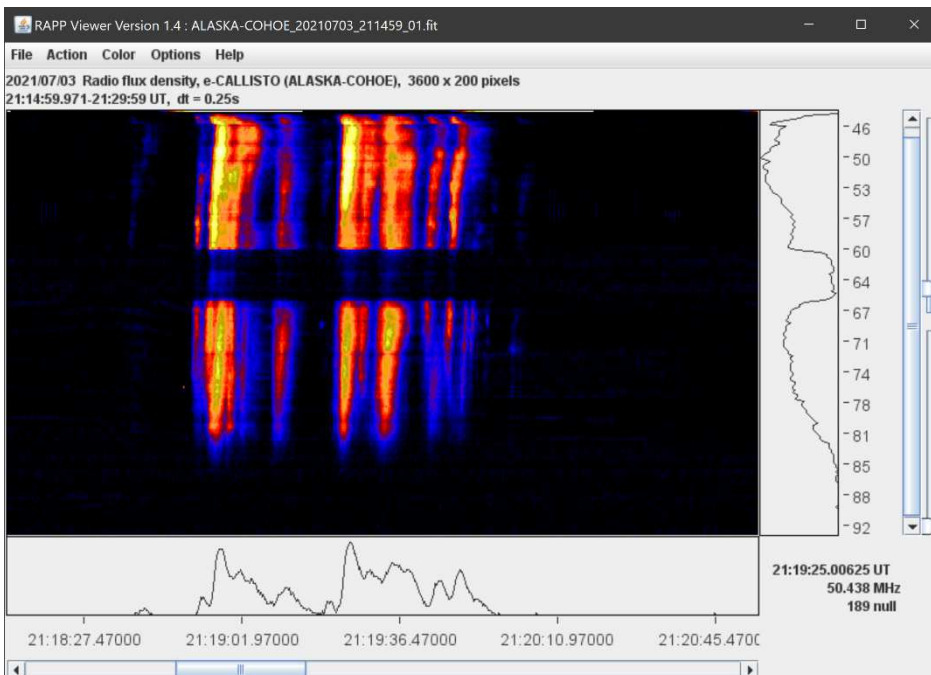 RAPP Viewer Version 1.4 : ALASKA-COHOE_20210703_211459_01.fit
File Action Color Options Help
2021/07/03 Radio flux density, e-CALLISTO (ALASKA-COHOE), 3600 x 200 pixels
21:14:59.971-21:29:59 UT, dt = 0.25s
46
50
53
57
60
64
67
71
74
78
81
85
88
92
21:19:25.00625 UT
50.438 MHz
189 null
21:18:27.47000 21:19:01.97000 21:19:36.47000 21:20:10.97000 21:20:45.470